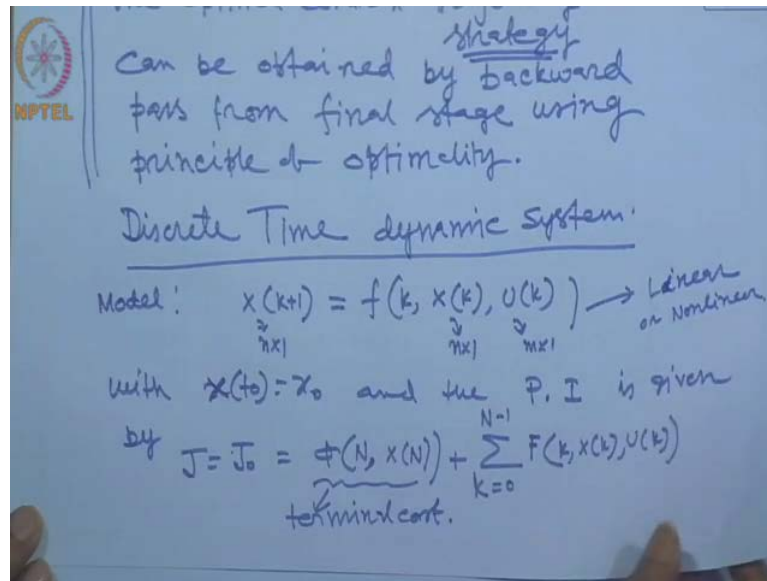 strategy
can be obtained by backward
pass from final stage using
principle of optimality.
Discrete Time dynamic system:
Model: X(k+1) = f(k, X(k), U(k)) → Linear or Nonlinear
n×1 n×1 m×1
with X(t0)=x0 and the P.I is given
by J = J0 = Φ(N, X(N)) + ∑_{k=0}^{N-1} F(k, X(k), U(k))
terminal cost.
NPTEL